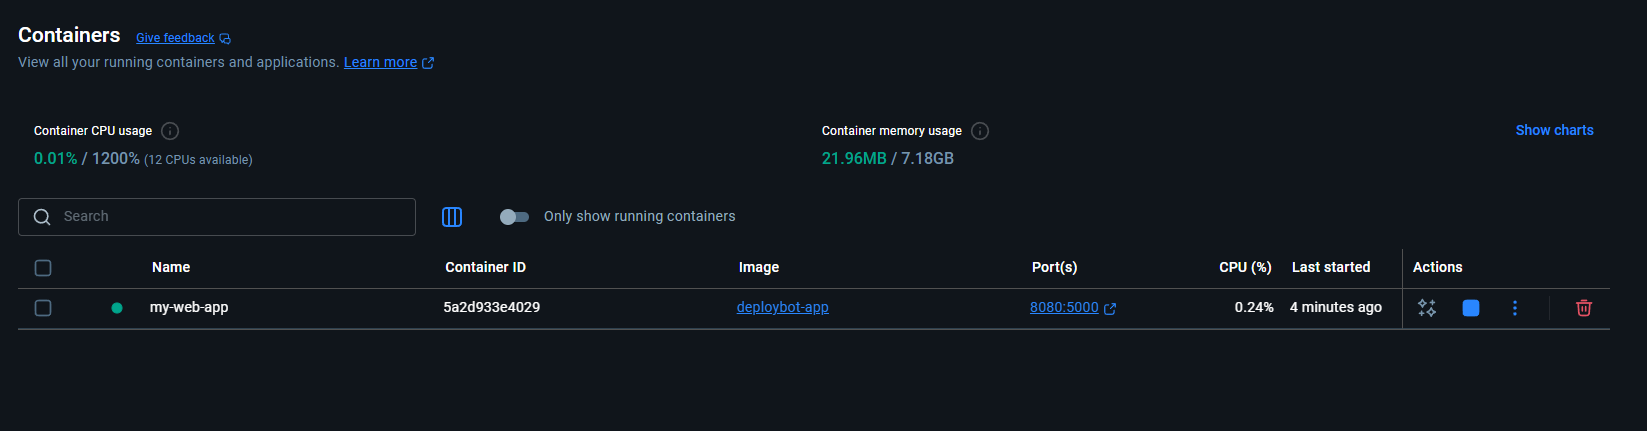 Containers Give feedback
View all your running containers and applications. Learn more
Container CPU usage Container memory usage Show charts
0.01% / 1200% (12 CPUs available) 21.96MB / 7.18GB
Search Only show running containers
Name Container ID Image Port(s) CPU (%) Last started Actions
my-web-app 5a2d933e4029 deploybot-app 8080:5000 0.24% 4 minutes ago